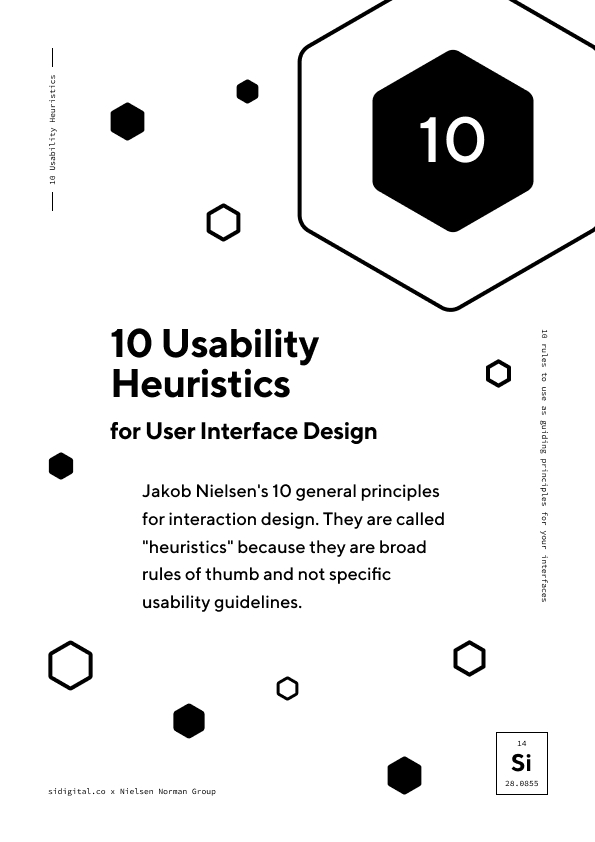 10 Usability Heuristics
10
10 Usability
Heuristics
for User Interface Design
10 rules to use as guiding principles for your interfaces
Jakob Nielsen's 10 general principles
for interaction design. They are called
"heuristics" because they are broad
rules of thumb and not specific
usability guidelines.
14
Si
28.0855
sidigital.co x Nielsen Norman Group